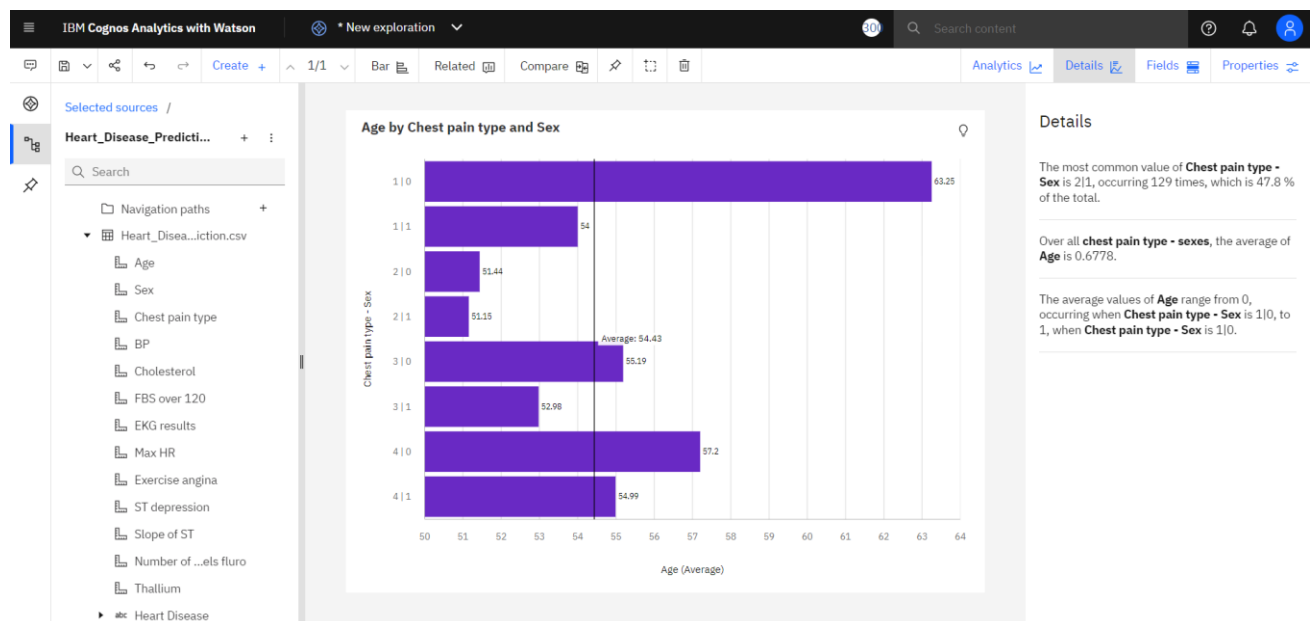 IBM Cognos Analytics with Watson
* New exploration
300
Search content
Create +
1/1
Bar
Related
Compare
Analytics
Details
Fields
Properties
Selected sources /
Heart_Disease_Predicti...
Search
Navigation paths
Heart_Disea...iction.csv
Age
Sex
Chest pain type
BP
Cholesterol
FBS over 120
EKG results
Max HR
Exercise angina
ST depression
Slope of ST
Number of ...els fluro
Thallium
abc Heart Disease
Age by Chest pain type and Sex
Chest pain type - Sex
1|0
63.25
1|1
54
2|0
51.44
2|1
51.15
Average: 54.43
3|0
55.19
3|1
52.98
4|0
57.2
4|1
54.99
50 51 52 53 54 55 56 57 58 59 60 61 62 63 64
Age (Average)
Details
The most common value of Chest pain type -
Sex is 2|1, occurring 129 times, which is 47.8 %
of the total.
Over all chest pain type - sexes, the average of
Age is 0.6778.
The average values of Age range from 0,
occurring when Chest pain type - Sex is 1|0, to
1, when Chest pain type - Sex is 1|0.